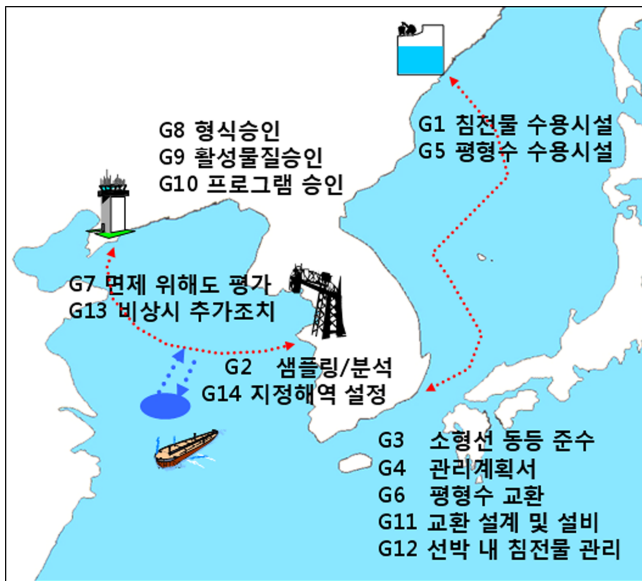 G8 형식승인
G9 활성물질승인
G10 프로그램 승인
G1 침전물 수용시설
G5 평형수 수용시설
G7 면제 위해도 평가
G13 비상시 추가조치
G2 샘플링/분석
G14 지정해역 설정
G3 소형선 동등 준수
G4 관리계획서
G6 평형수 교환
G11 교환 설계 및 설비
G12 선박 내 침전물 관리